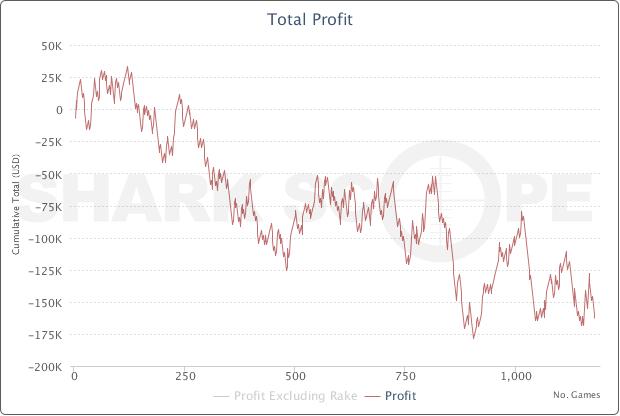 Total Profit
50K
25K
0
−25K
−50K
−75K
−100K
−125K
−150K
−175K
−200K
Cumulative Total (USD)
SHARK SCOPE
0 250 500 750 1,000
Profit Excluding Rake Profit
No. Games